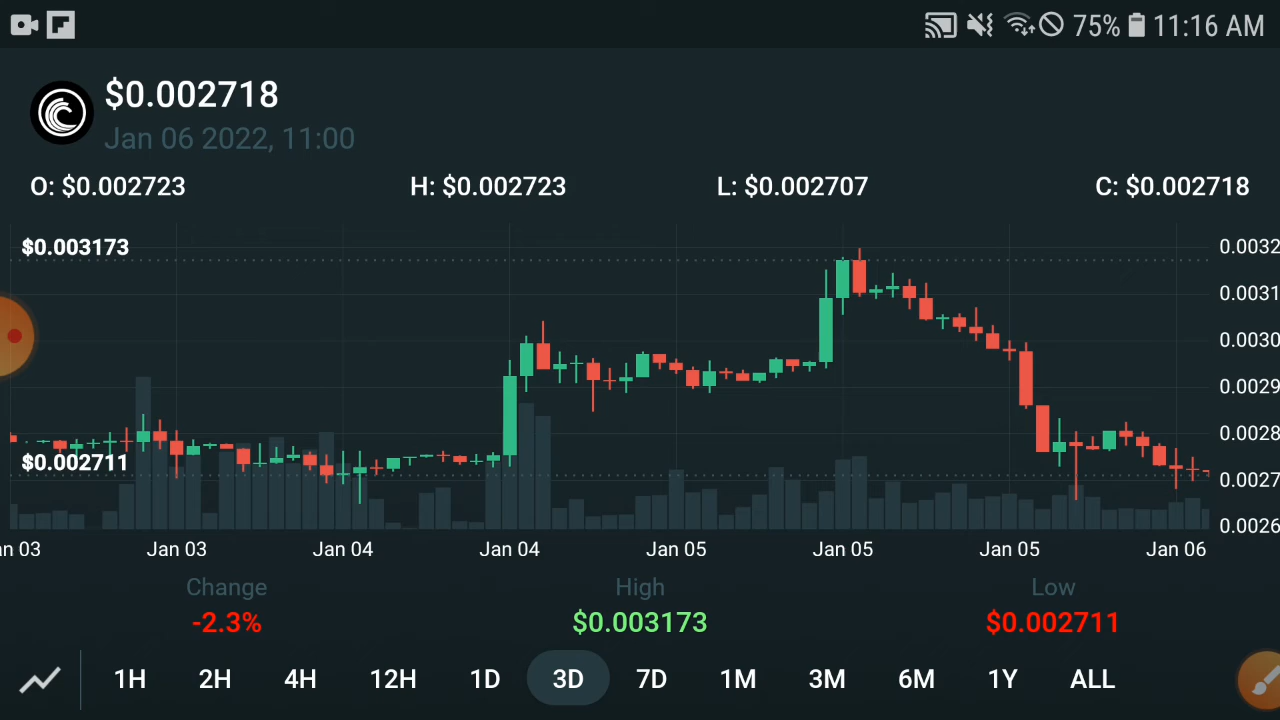 75% 11:16 AM
$0.002718
Jan 06 2022, 11:00
O: $0.002723 H: $0.002723 L: $0.002707 C: $0.002718
$0.003173
0.0032
0.0031
0.0030
0.0029
0.0028
$0.002711
0.0027
0.0026
n 03 Jan 03 Jan 04 Jan 04 Jan 05 Jan 05 Jan 05 Jan 06
Change High Low
-2.3% $0.003173 $0.002711
1H 2H 4H 12H 1D 3D 7D 1M 3M 6M 1Y ALL